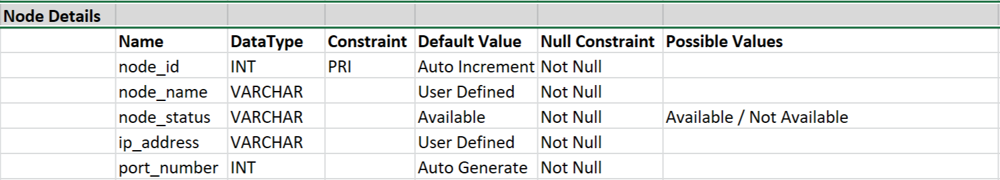 Node Details
Name DataType Constraint Default Value Null Constraint Possible Values
node_id INT PRI Auto Increment Not Null
node_name VARCHAR User Defined Not Null
node_status VARCHAR Available Not Null Available / Not Available
ip_address VARCHAR User Defined Not Null
port_number INT Auto Generate Not Null